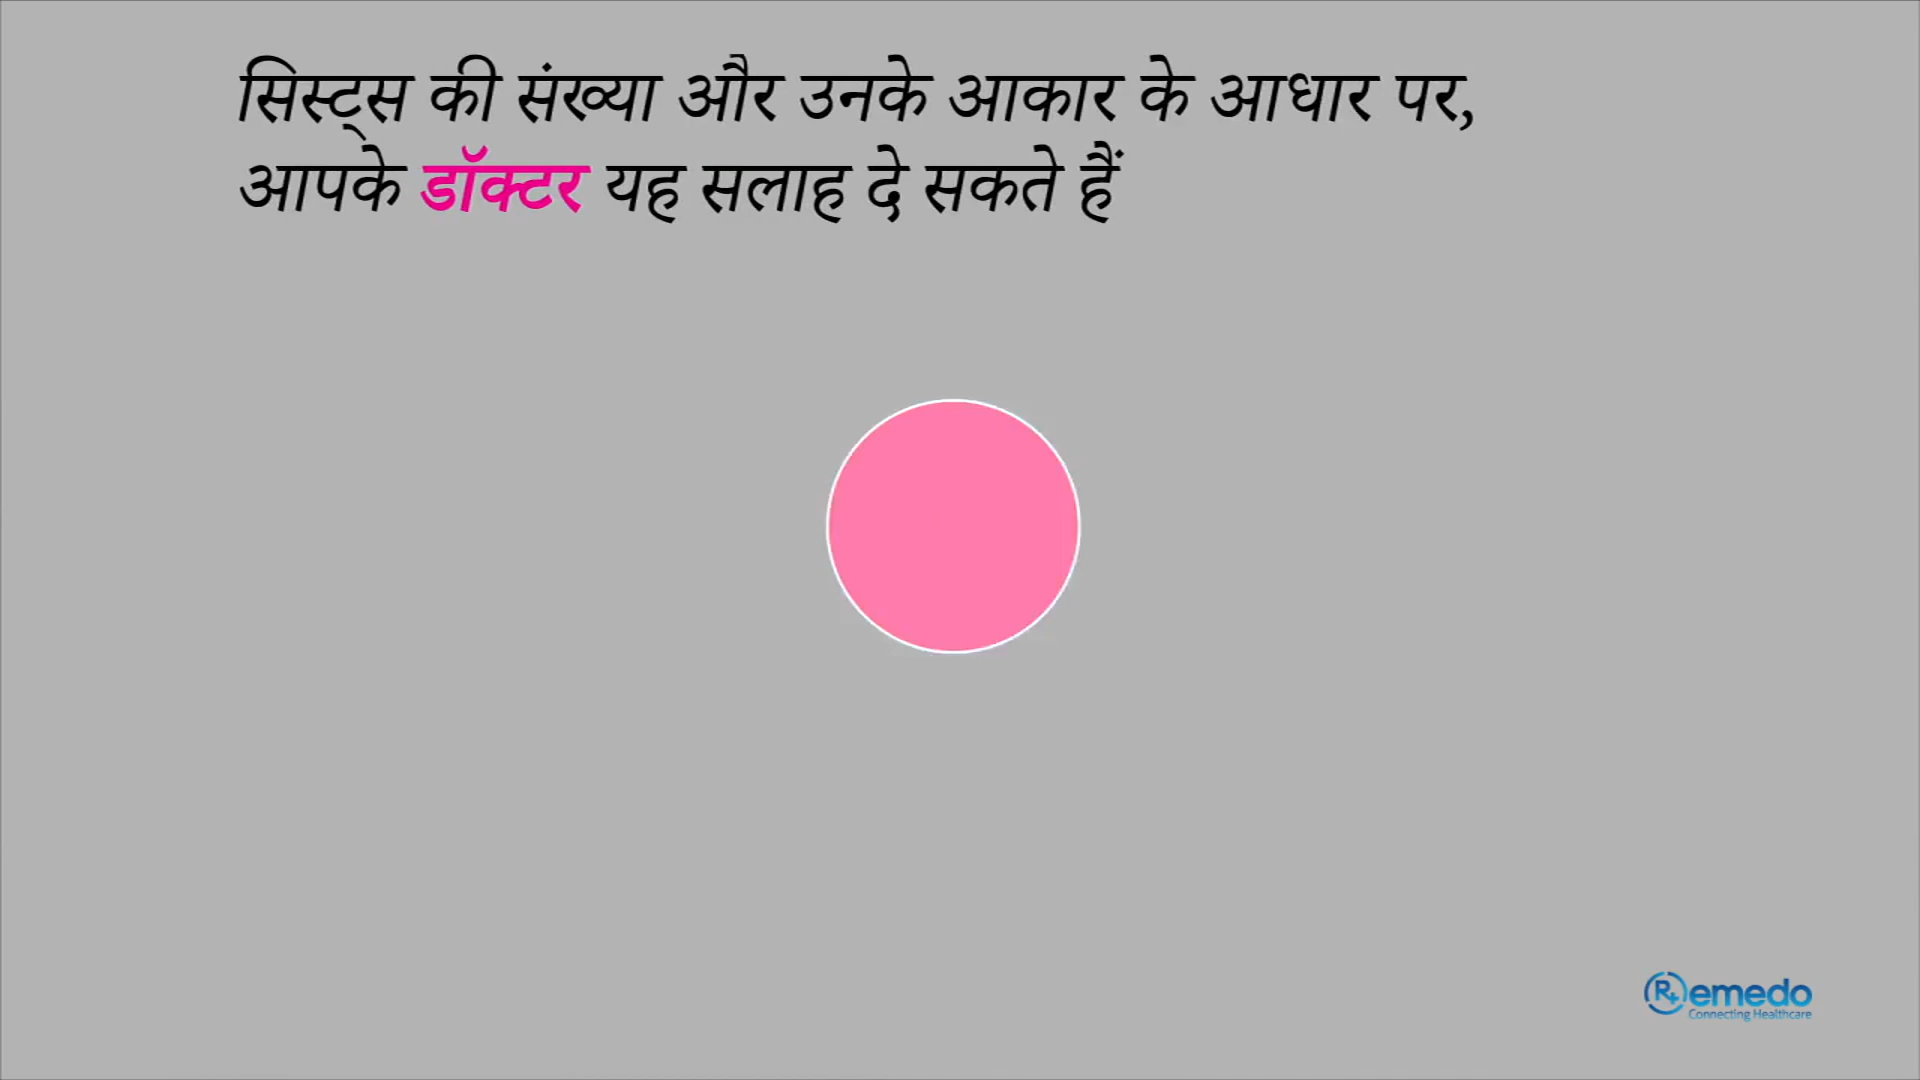 सिस्ट्स की संख्या और उनके आकार के आधार पर,
आपके डॉक्टर यह सलाह दे सकते हैं
Remedo
Connecting Healthcare